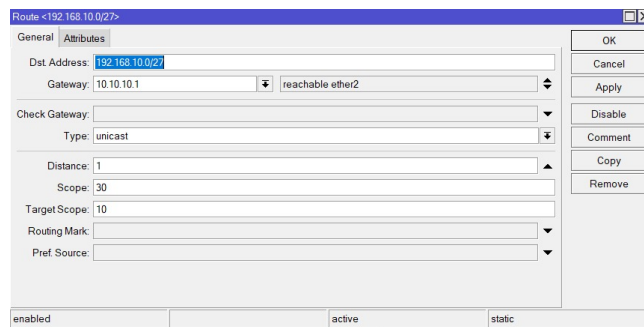 Route <192.168.10.0/27>
General Attributes
OK
Dst. Address: 192.168.10.0/27
Cancel
Gateway: 10.10.10.1 reachable ether2
Apply
Check Gateway:
Disable
Type: unicast
Comment
Copy
Distance: 1
Remove
Scope: 30
Target Scope: 10
Routing Mark:
Pref. Source:
enabled active static